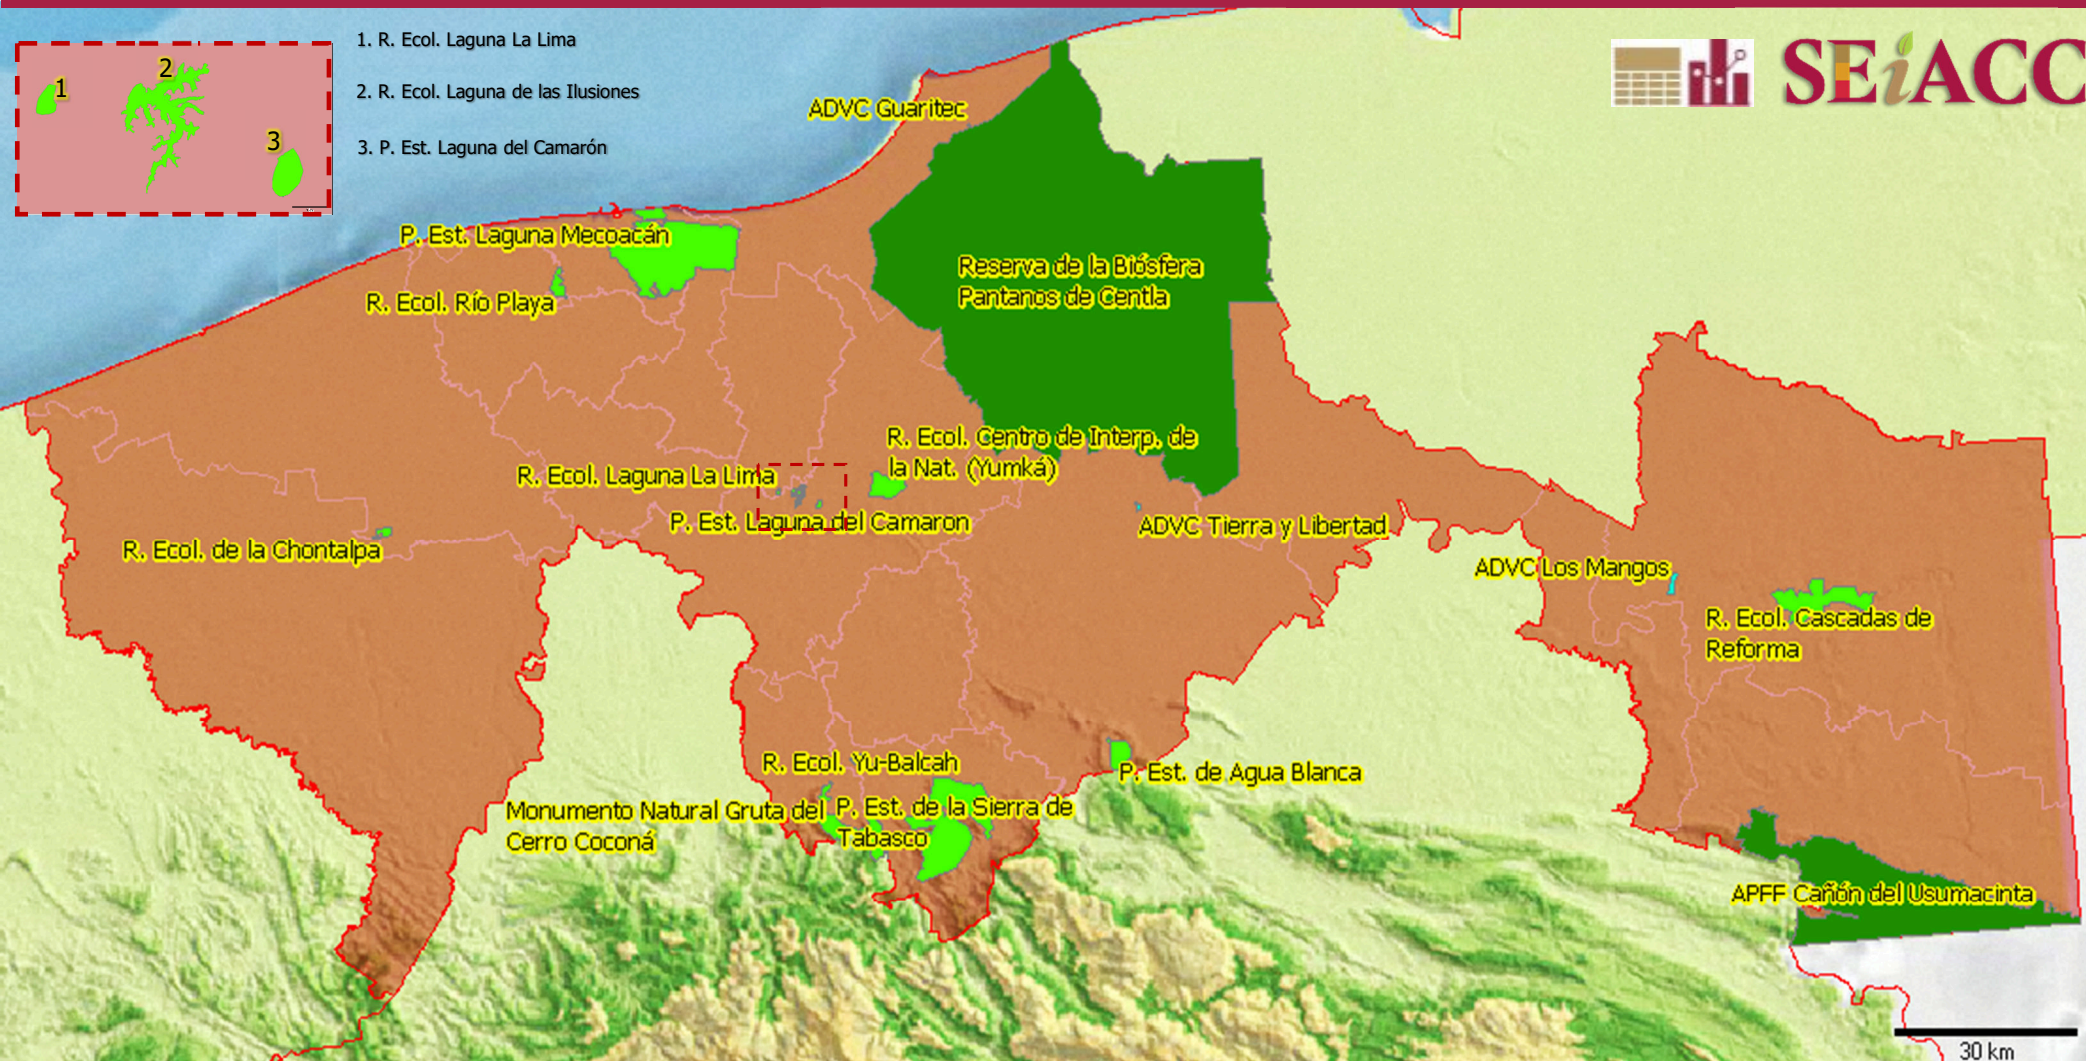 1. R. Ecol. Laguna La Lima
2. R. Ecol. Laguna de las Ilusiones
3. P. Est. Laguna del Camarón
1
2
3
SEiACC
ADVC Guaritec
P. Est. Laguna Mecoacán
R. Ecol. Río Playa
Reserva de la Biósfera
Pantanos de Centla
R. Ecol. Centro de Interp. de
la Nat. (Yumká)
R. Ecol. Laguna La Lima
P. Est. Laguna del Camaron
ADVC Tierra y Libertad
R. Ecol. de la Chontalpa
ADVC Los Mangos
R. Ecol. Cascadas de
Reforma
R. Ecol. Yu-Balcah
P. Est. de Agua Blanca
Monumento Natural Gruta del
Cerro Coconá
P. Est. de la Sierra de
Tabasco
APFF Cañón del Usumacinta
30 km